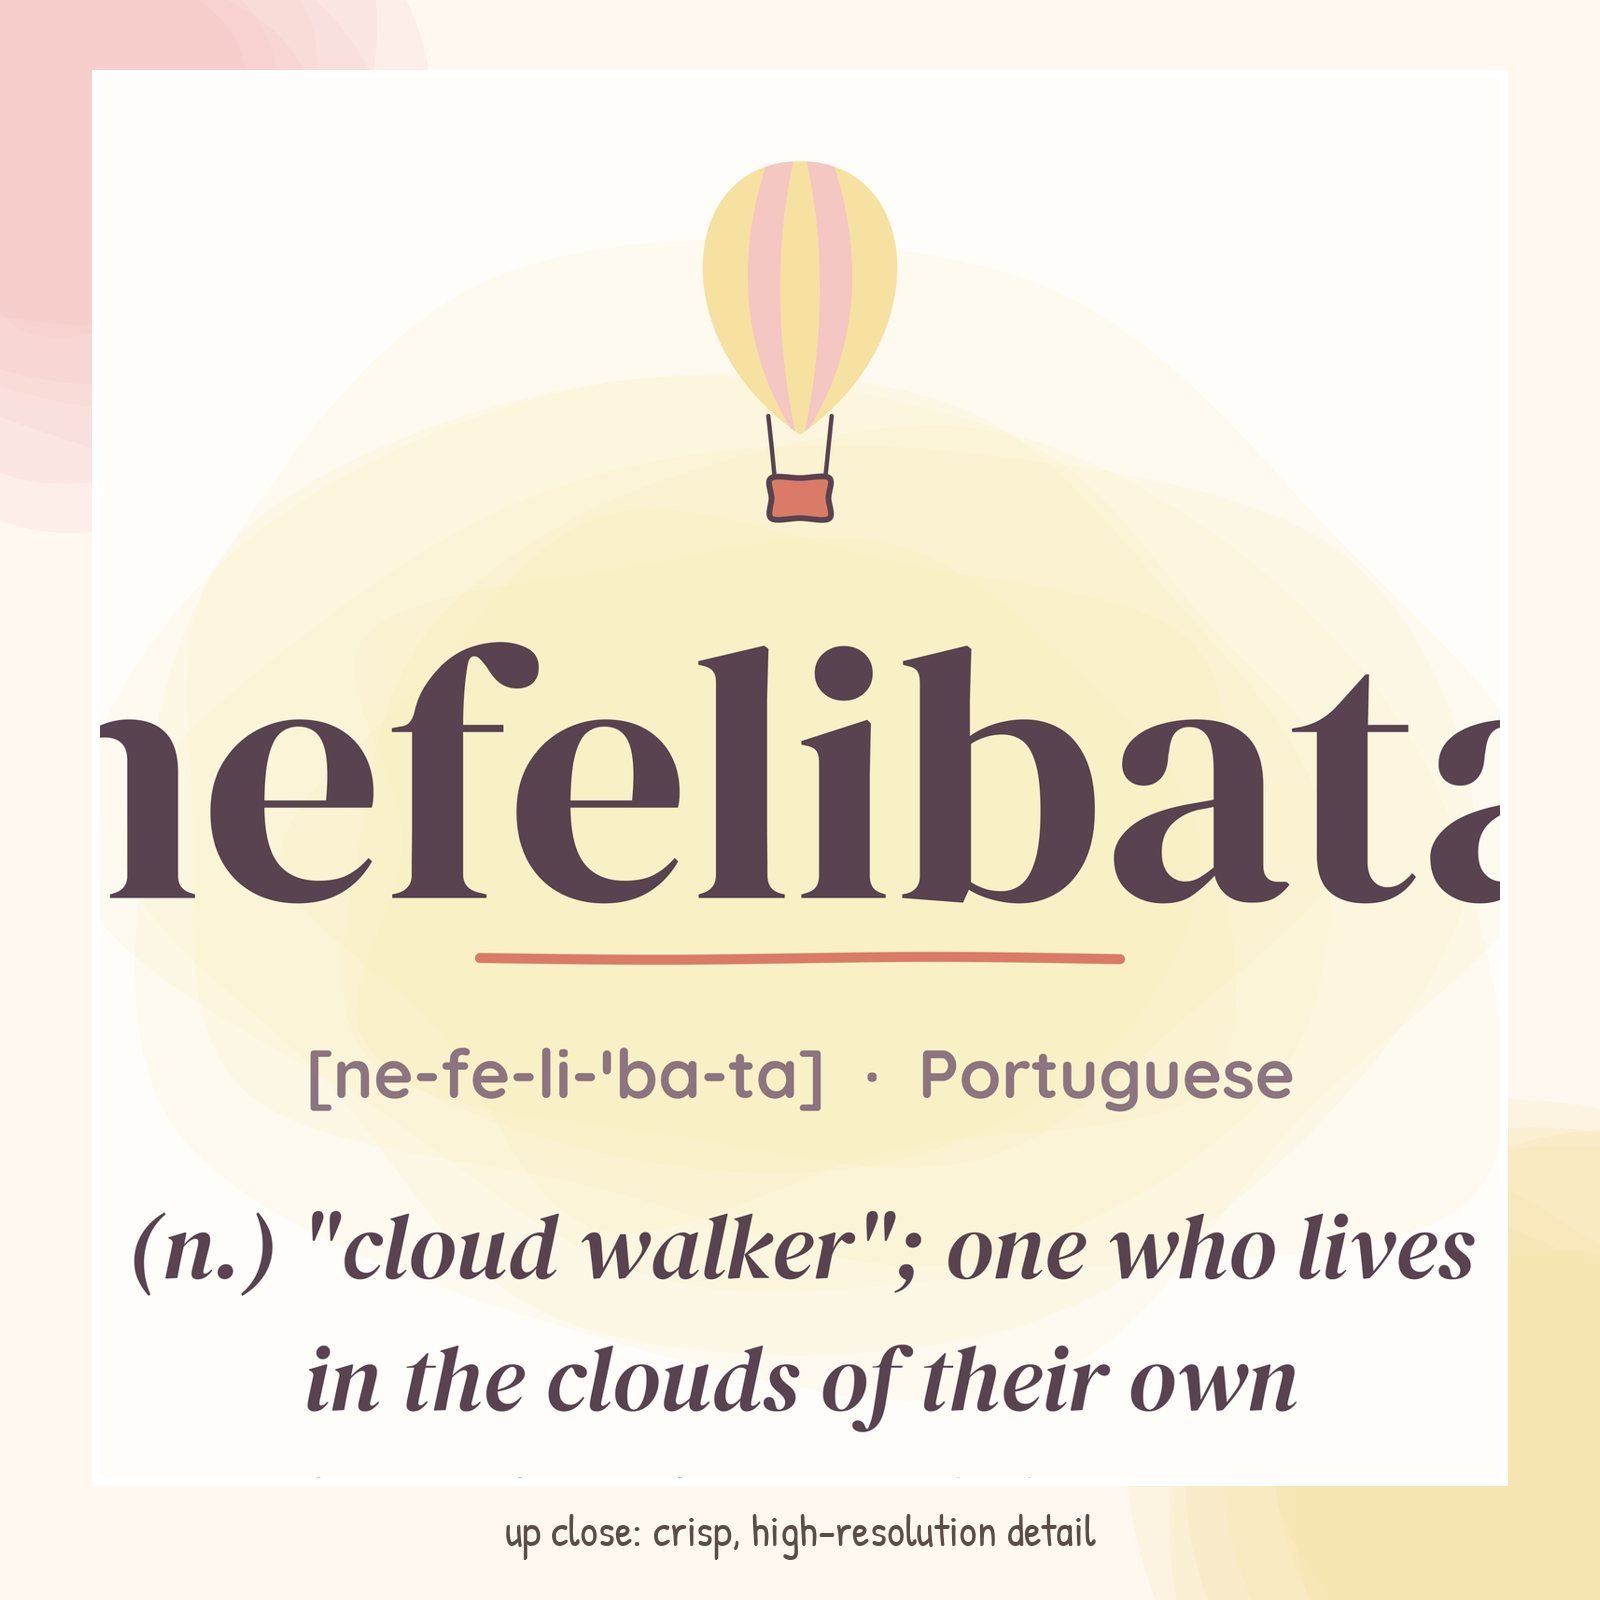 nefelibata
[ne-fe-li-ˈba-ta] · Portuguese
(n.) "cloud walker"; one who lives
in the clouds of their own
up close: crisp, high-resolution detail